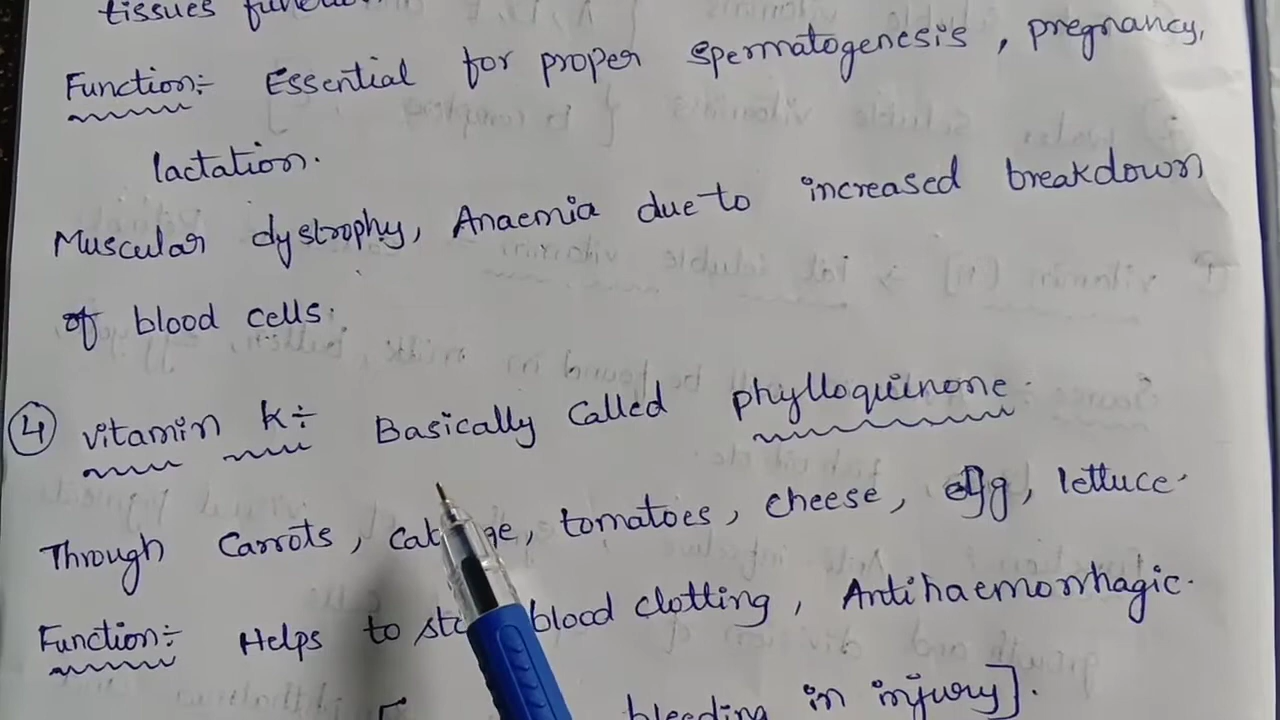 tissues
Function:- Essential for proper spermatogenesis, pregnancy,
lactation.
Muscular dystrophy, Anaemia due to increased breakdown
of blood cells.
④ vitamin k:- Basically called phylloquinone.
Through carrots, tomatoes, cheese, egg, lettuce.
Function:- Helps to blood clotting, Antihaemorrhagic.
bleeding in injury].